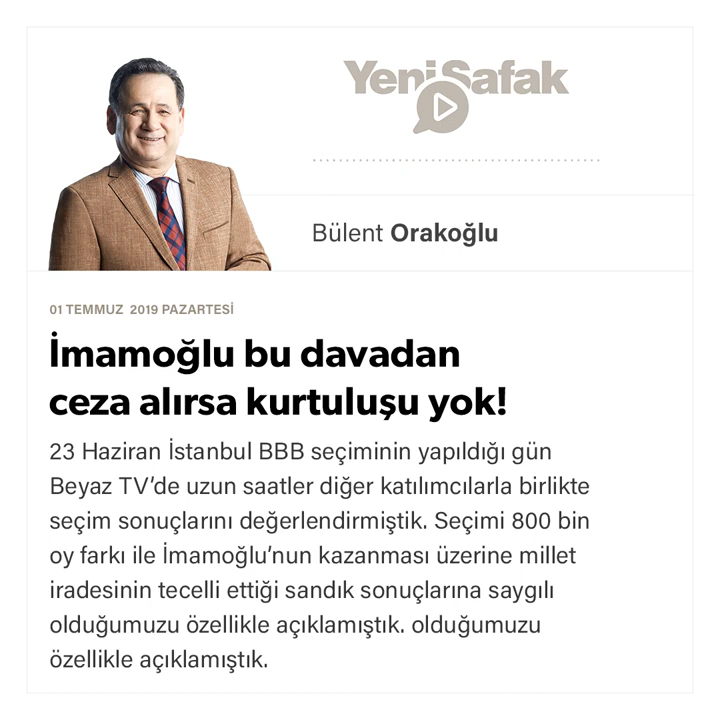 Yeni Şafak
Bülent Orakoğlu
01 TEMMUZ 2019 PAZARTESİ
İmamoğlu bu davadan
ceza alırsa kurtuluşu yok!
23 Haziran İstanbul BBB seçiminin yapıldığı gün
Beyaz TV’de uzun saatler diğer katılımcılarla birlikte
seçim sonuçlarını değerlendirmiştik. Seçimi 800 bin
oy farkı ile İmamoğlu’nun kazanması üzerine millet
iradesinin tecelli ettiği sandık sonuçlarına saygılı
olduğumuzu özellikle açıklamıştık. olduğumuzu
özellikle açıklamıştık.